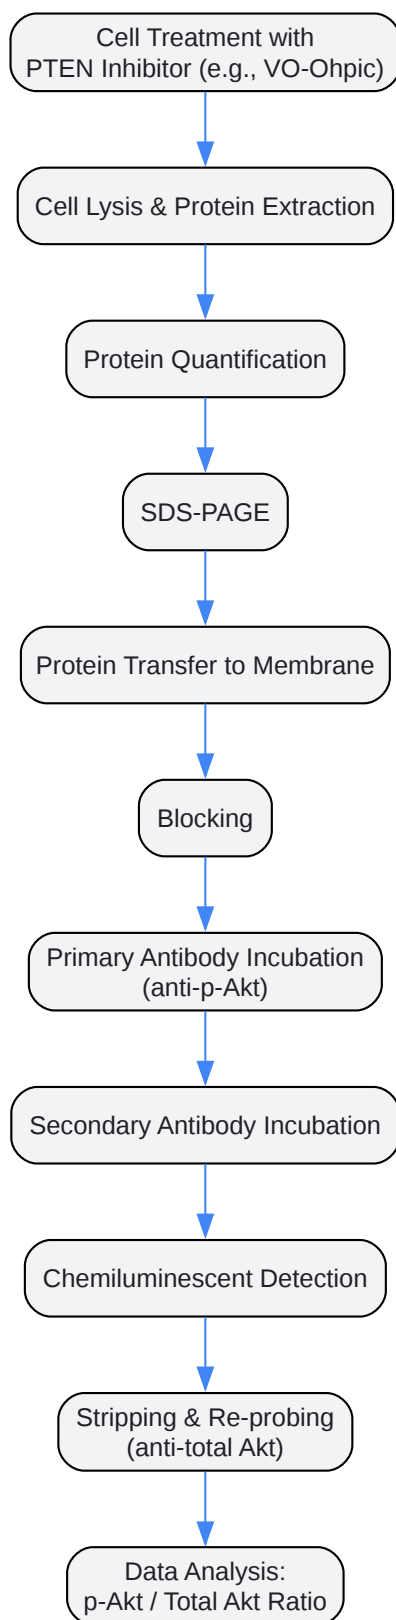 Cell Treatment with
PTEN Inhibitor (e.g., VO-Ohpic)
Cell Lysis & Protein Extraction
Protein Quantification
SDS-PAGE
Protein Transfer to Membrane
Blocking
Primary Antibody Incubation
(anti-p-Akt)
Secondary Antibody Incubation
Chemiluminescent Detection
Stripping & Re-probing
(anti-total Akt)
Data Analysis:
p-Akt / Total Akt Ratio